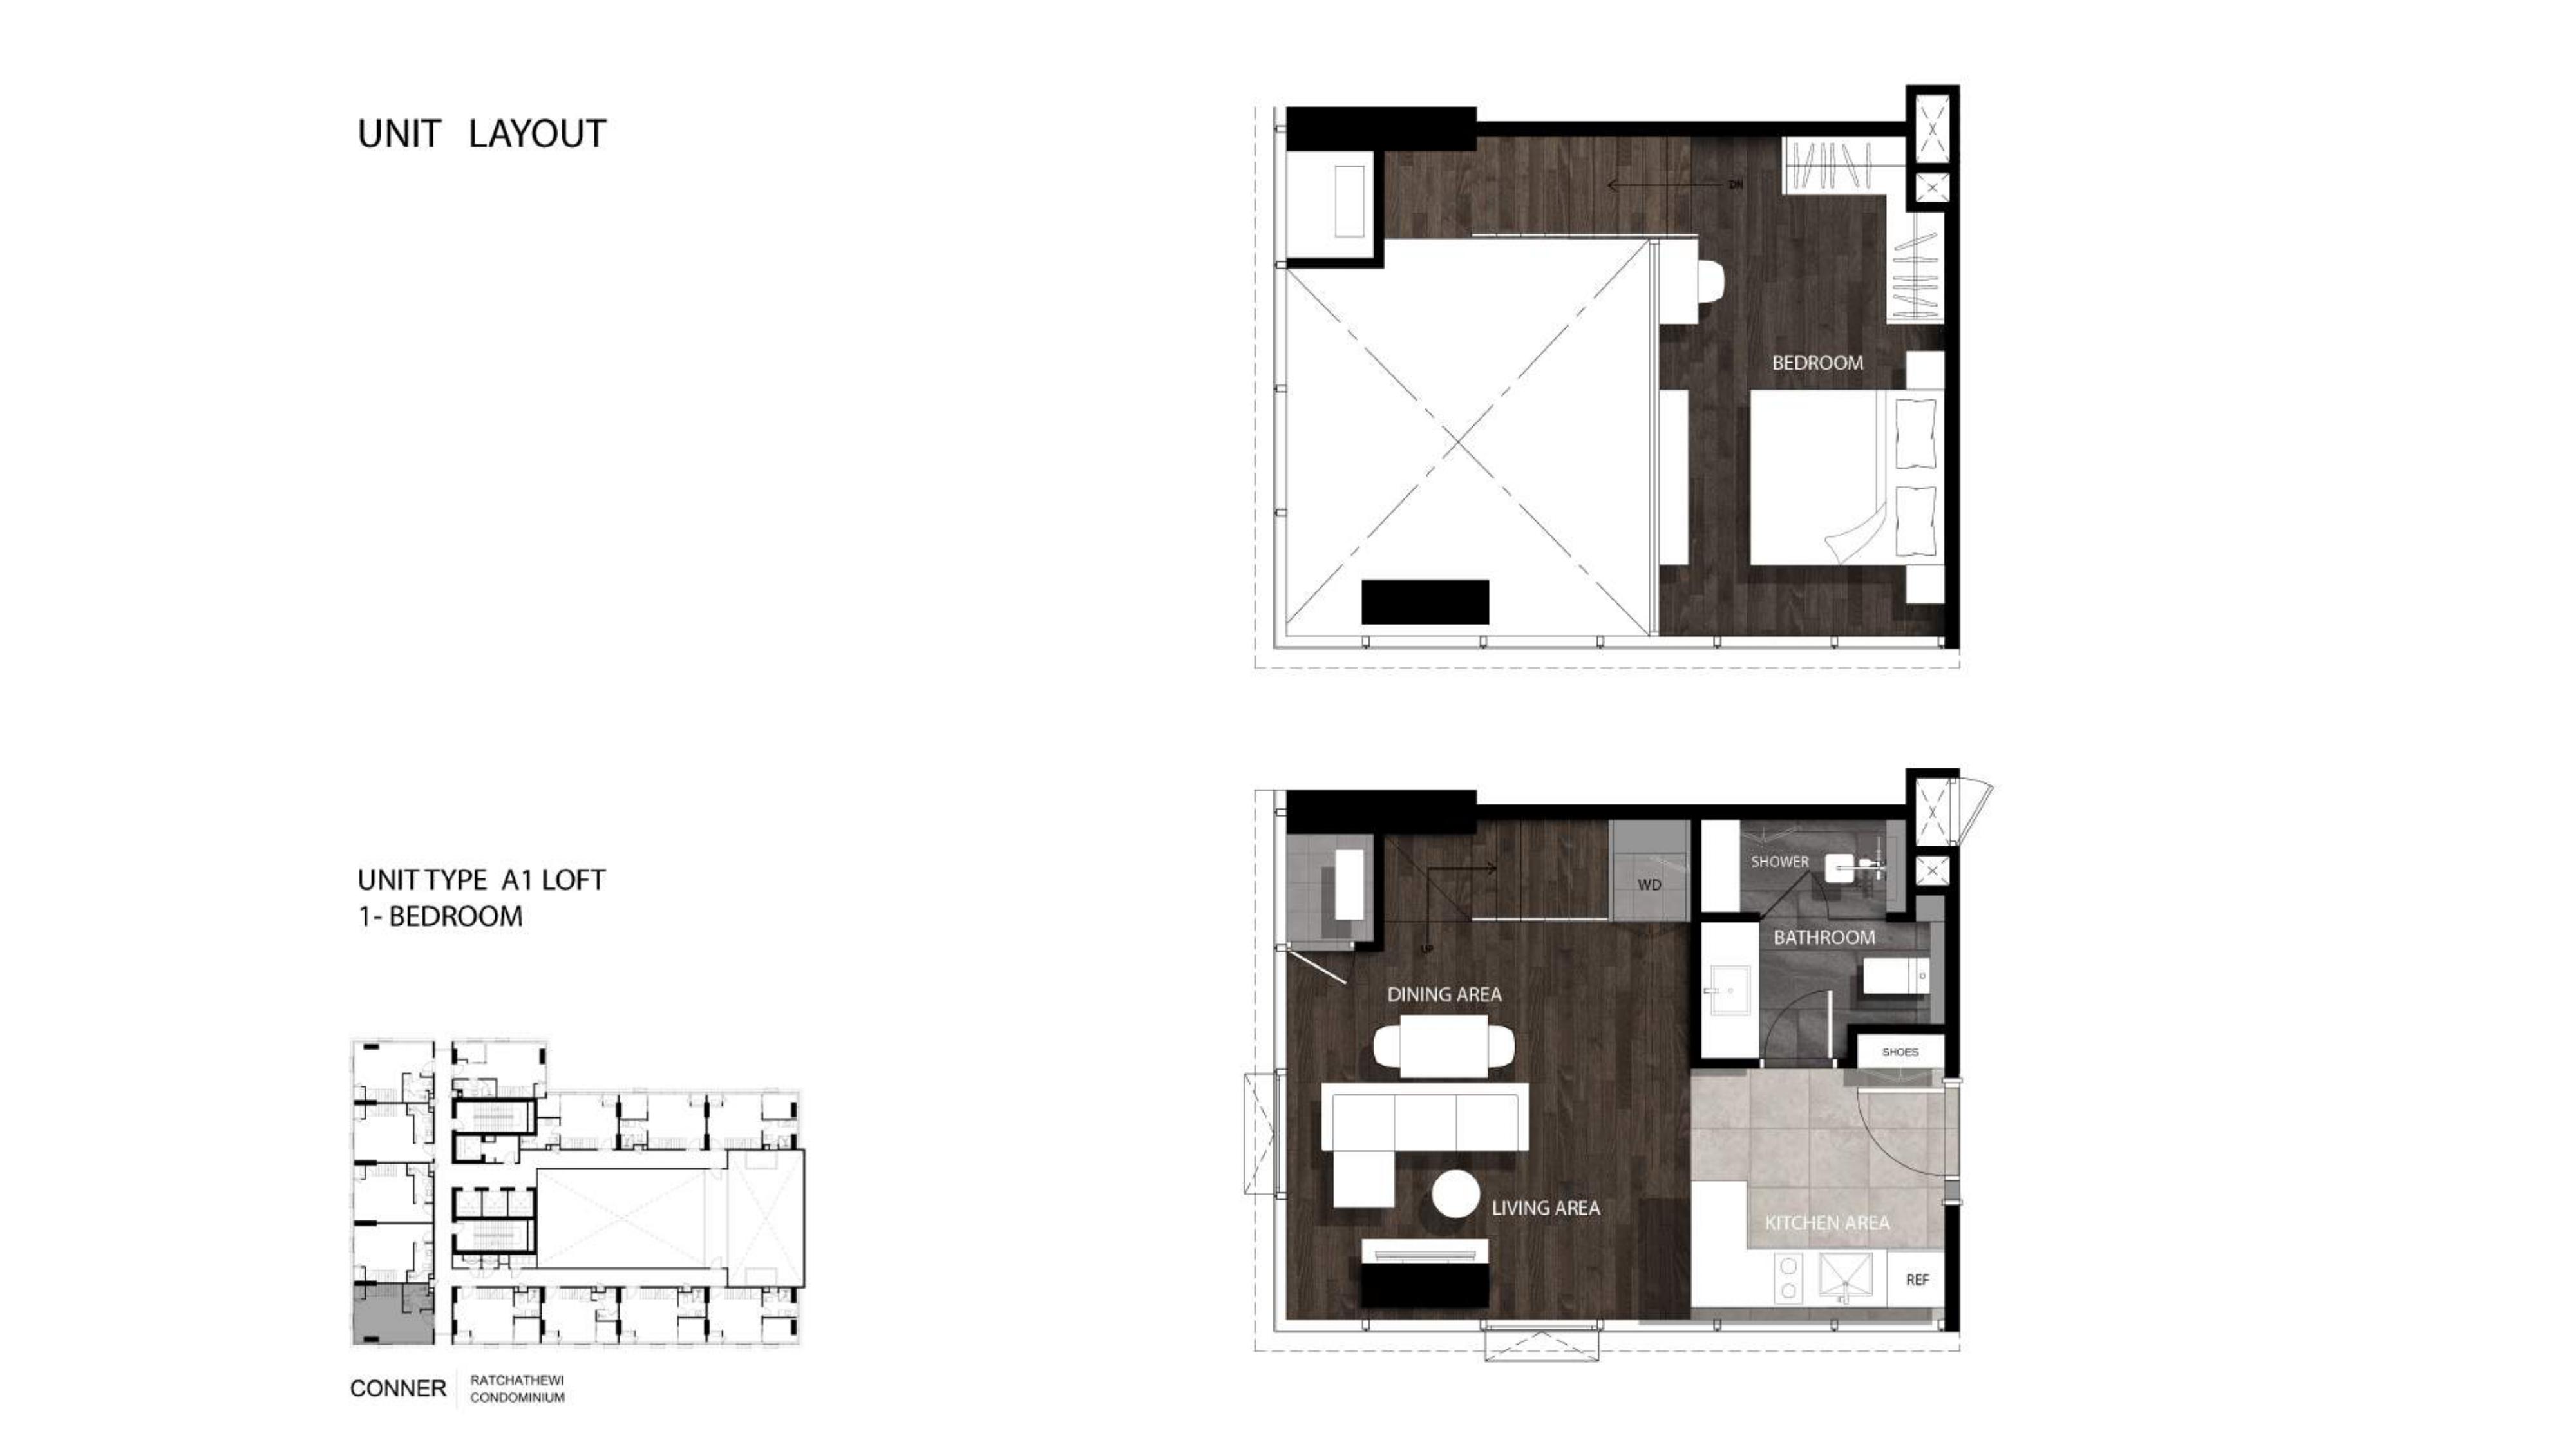 UNIT LAYOUT
DN
BEDROOM
UNIT TYPE A1 LOFT
1- BEDROOM
WD
SHOWER
BATHROOM
UP
DINING AREA
SHOES
LIVING AREA
KITCHEN AREA
REF
CONNER
RATCHATHEWI
CONDOMINIUM